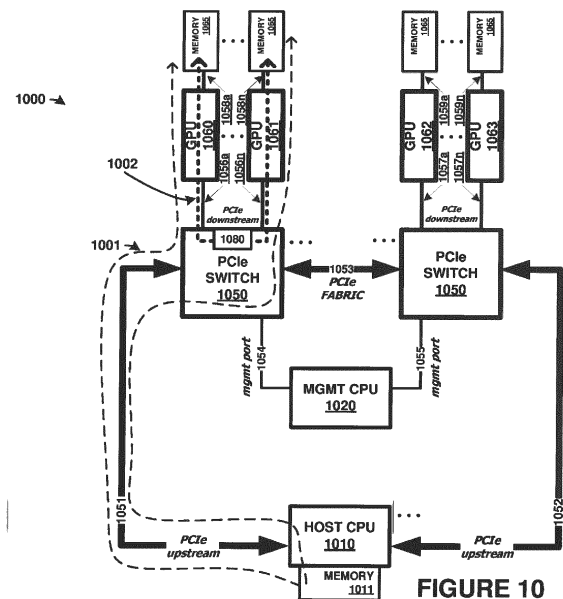 MEMORY
1065
MEMORY
1065
MEMORY
1065
MEMORY
1065
1000
1058a
1058n
1059a
1059n
GPU
1060
GPU
1061
GPU
1062
GPU
1063
1002
1056a
1056n
1057a
1057n
PCIe
downstream
PCIe
downstream
1001
1080
PCIe
SWITCH
1050
1053
PCIe
FABRIC
PCIe
SWITCH
1050
mgmt port
1054
1055
mgmt port
MGMT CPU
1020
1051
1052
HOST CPU
1010
PCIe
upstream
PCIe
upstream
MEMORY
1011
FIGURE 10